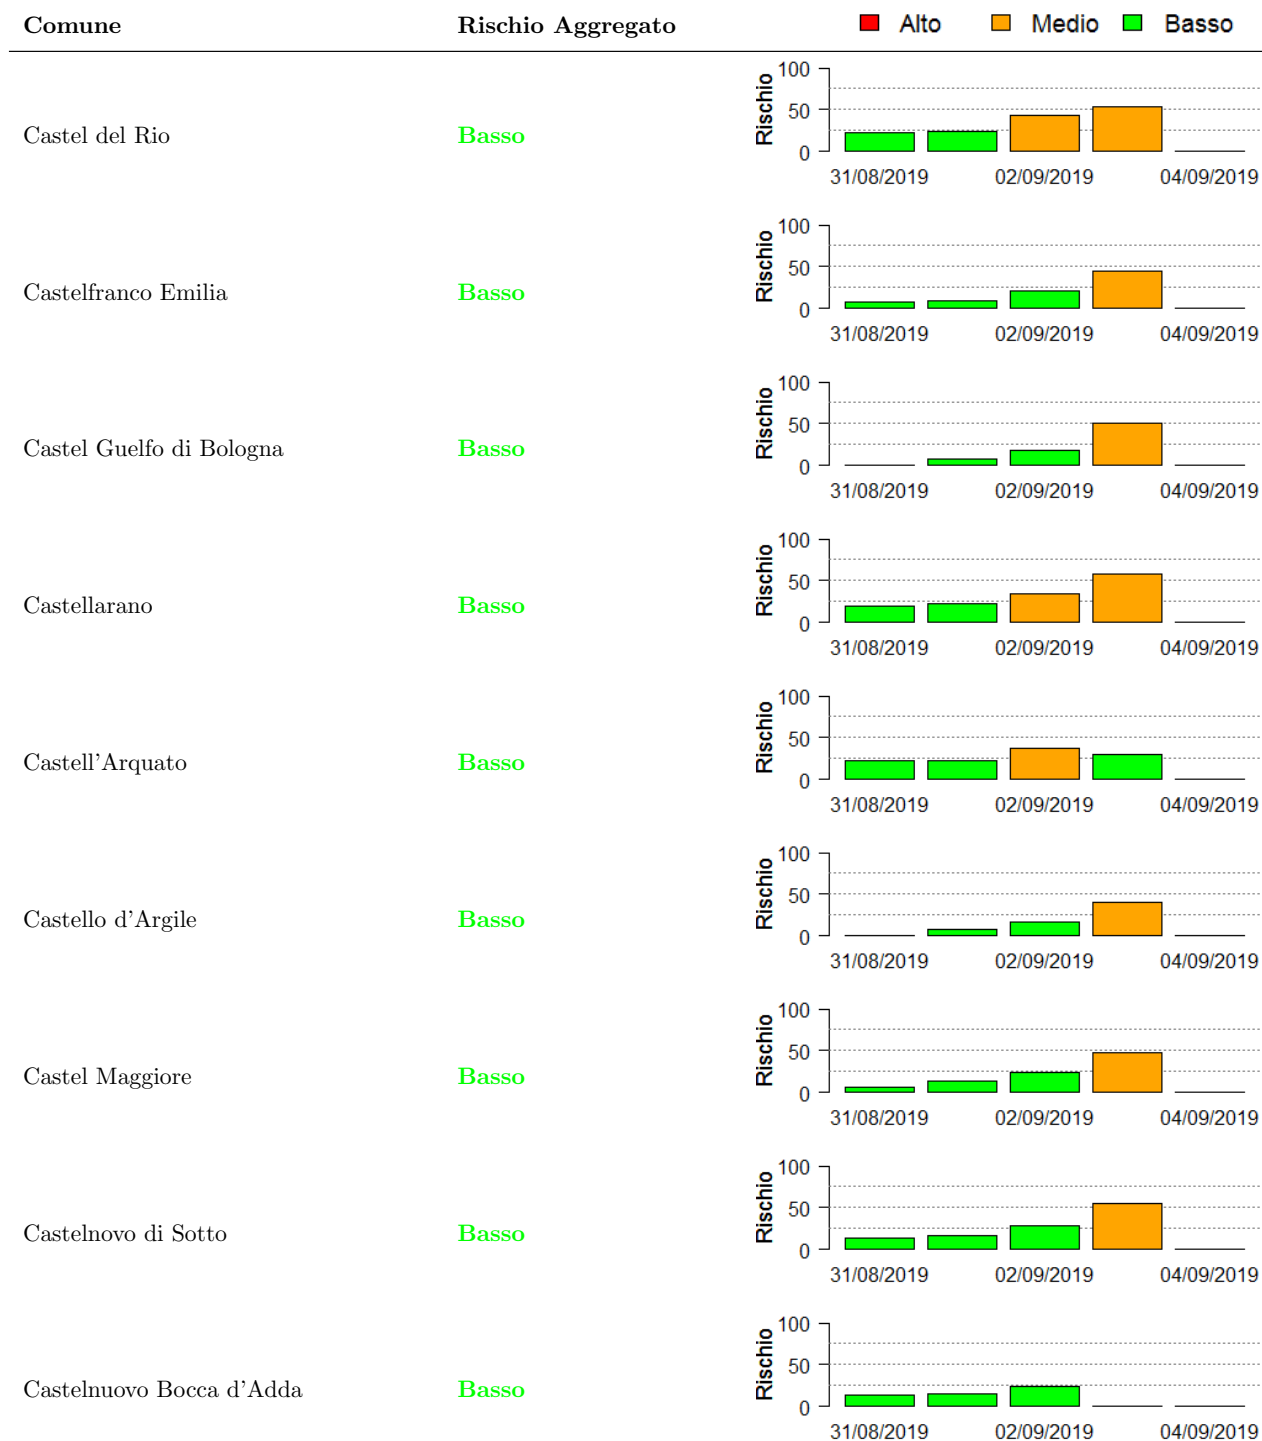 Comune Rischio Aggregato Alto Medio Basso
Castel del Rio Basso
Rischio
100
50
0
31/08/2019 02/09/2019 04/09/2019
Castelfranco Emilia Basso
Rischio
100
50
0
31/08/2019 02/09/2019 04/09/2019
Castel Guelfo di Bologna Basso
Rischio
100
50
0
31/08/2019 02/09/2019 04/09/2019
Castellarano Basso
Rischio
100
50
0
31/08/2019 02/09/2019 04/09/2019
Castell'Arquato Basso
Rischio
100
50
0
31/08/2019 02/09/2019 04/09/2019
Castello d'Argile Basso
Rischio
100
50
0
31/08/2019 02/09/2019 04/09/2019
Castel Maggiore Basso
Rischio
100
50
0
31/08/2019 02/09/2019 04/09/2019
Castelnovo di Sotto Basso
Rischio
100
50
0
31/08/2019 02/09/2019 04/09/2019
Castelnuovo Bocca d'Adda Basso
Rischio
100
50
0
31/08/2019 02/09/2019 04/09/2019